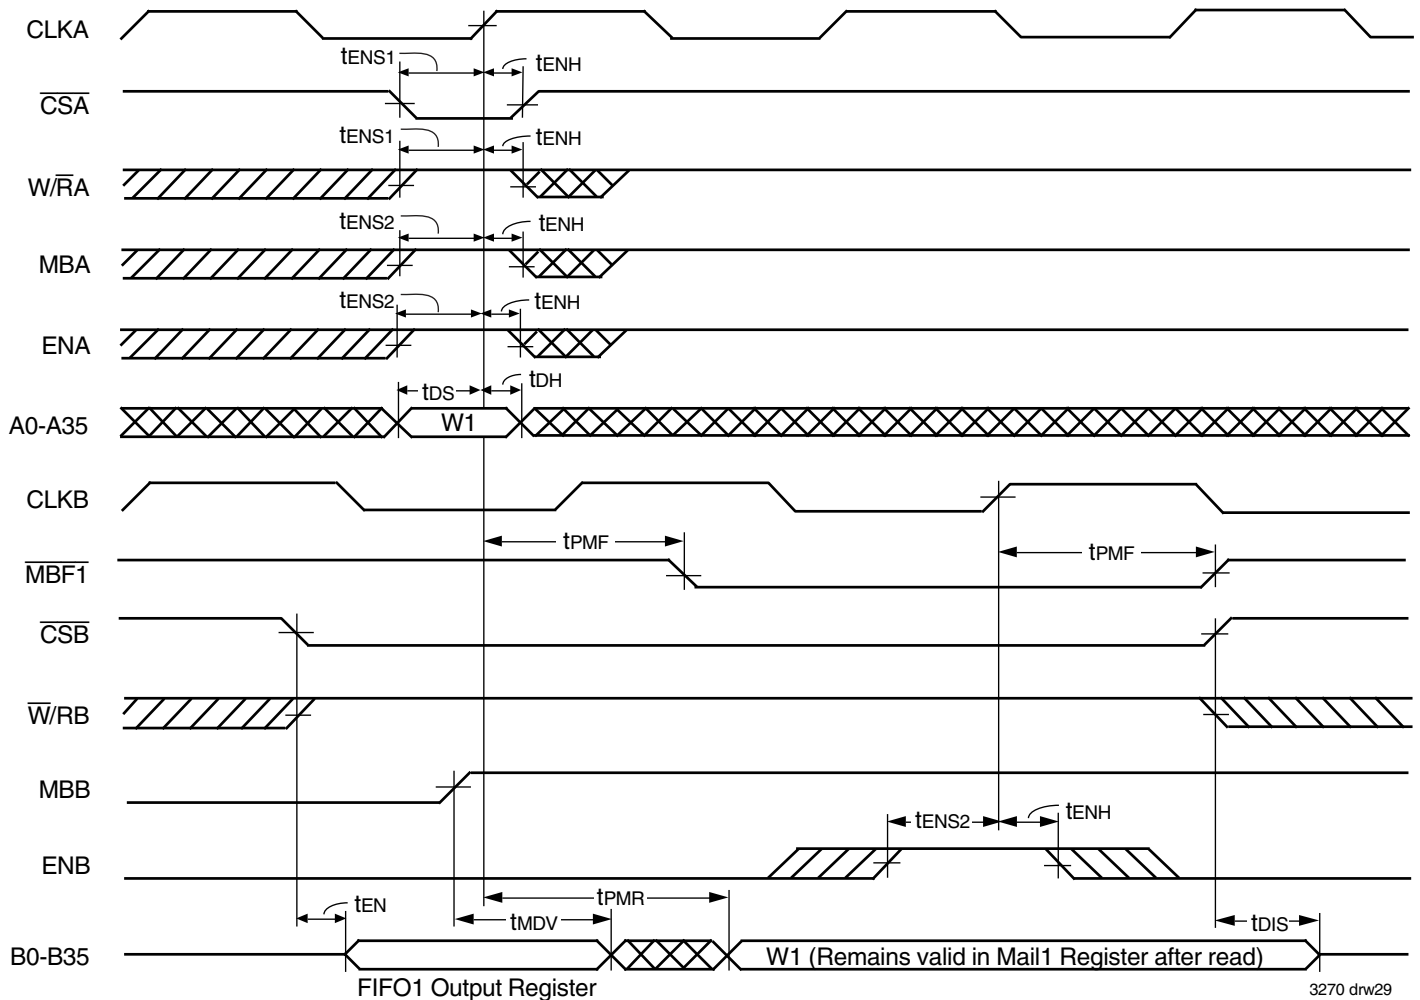 CLKA
tENS1
tENH
CSA
tENS1
tENH
W/RA
tENS2
tENH
MBA
tENS2
tENH
ENA
tDS
tDH
A0-A35
W1
CLKB
tPMF
tPMF
MBF1
CSB
W/RB
MBB
tENS2
tENH
ENB
tEN
tPMR
tMDV
tDIS
B0-B35
W1 (Remains valid in Mail1 Register after read)
FIFO1 Output Register
3270 drw29